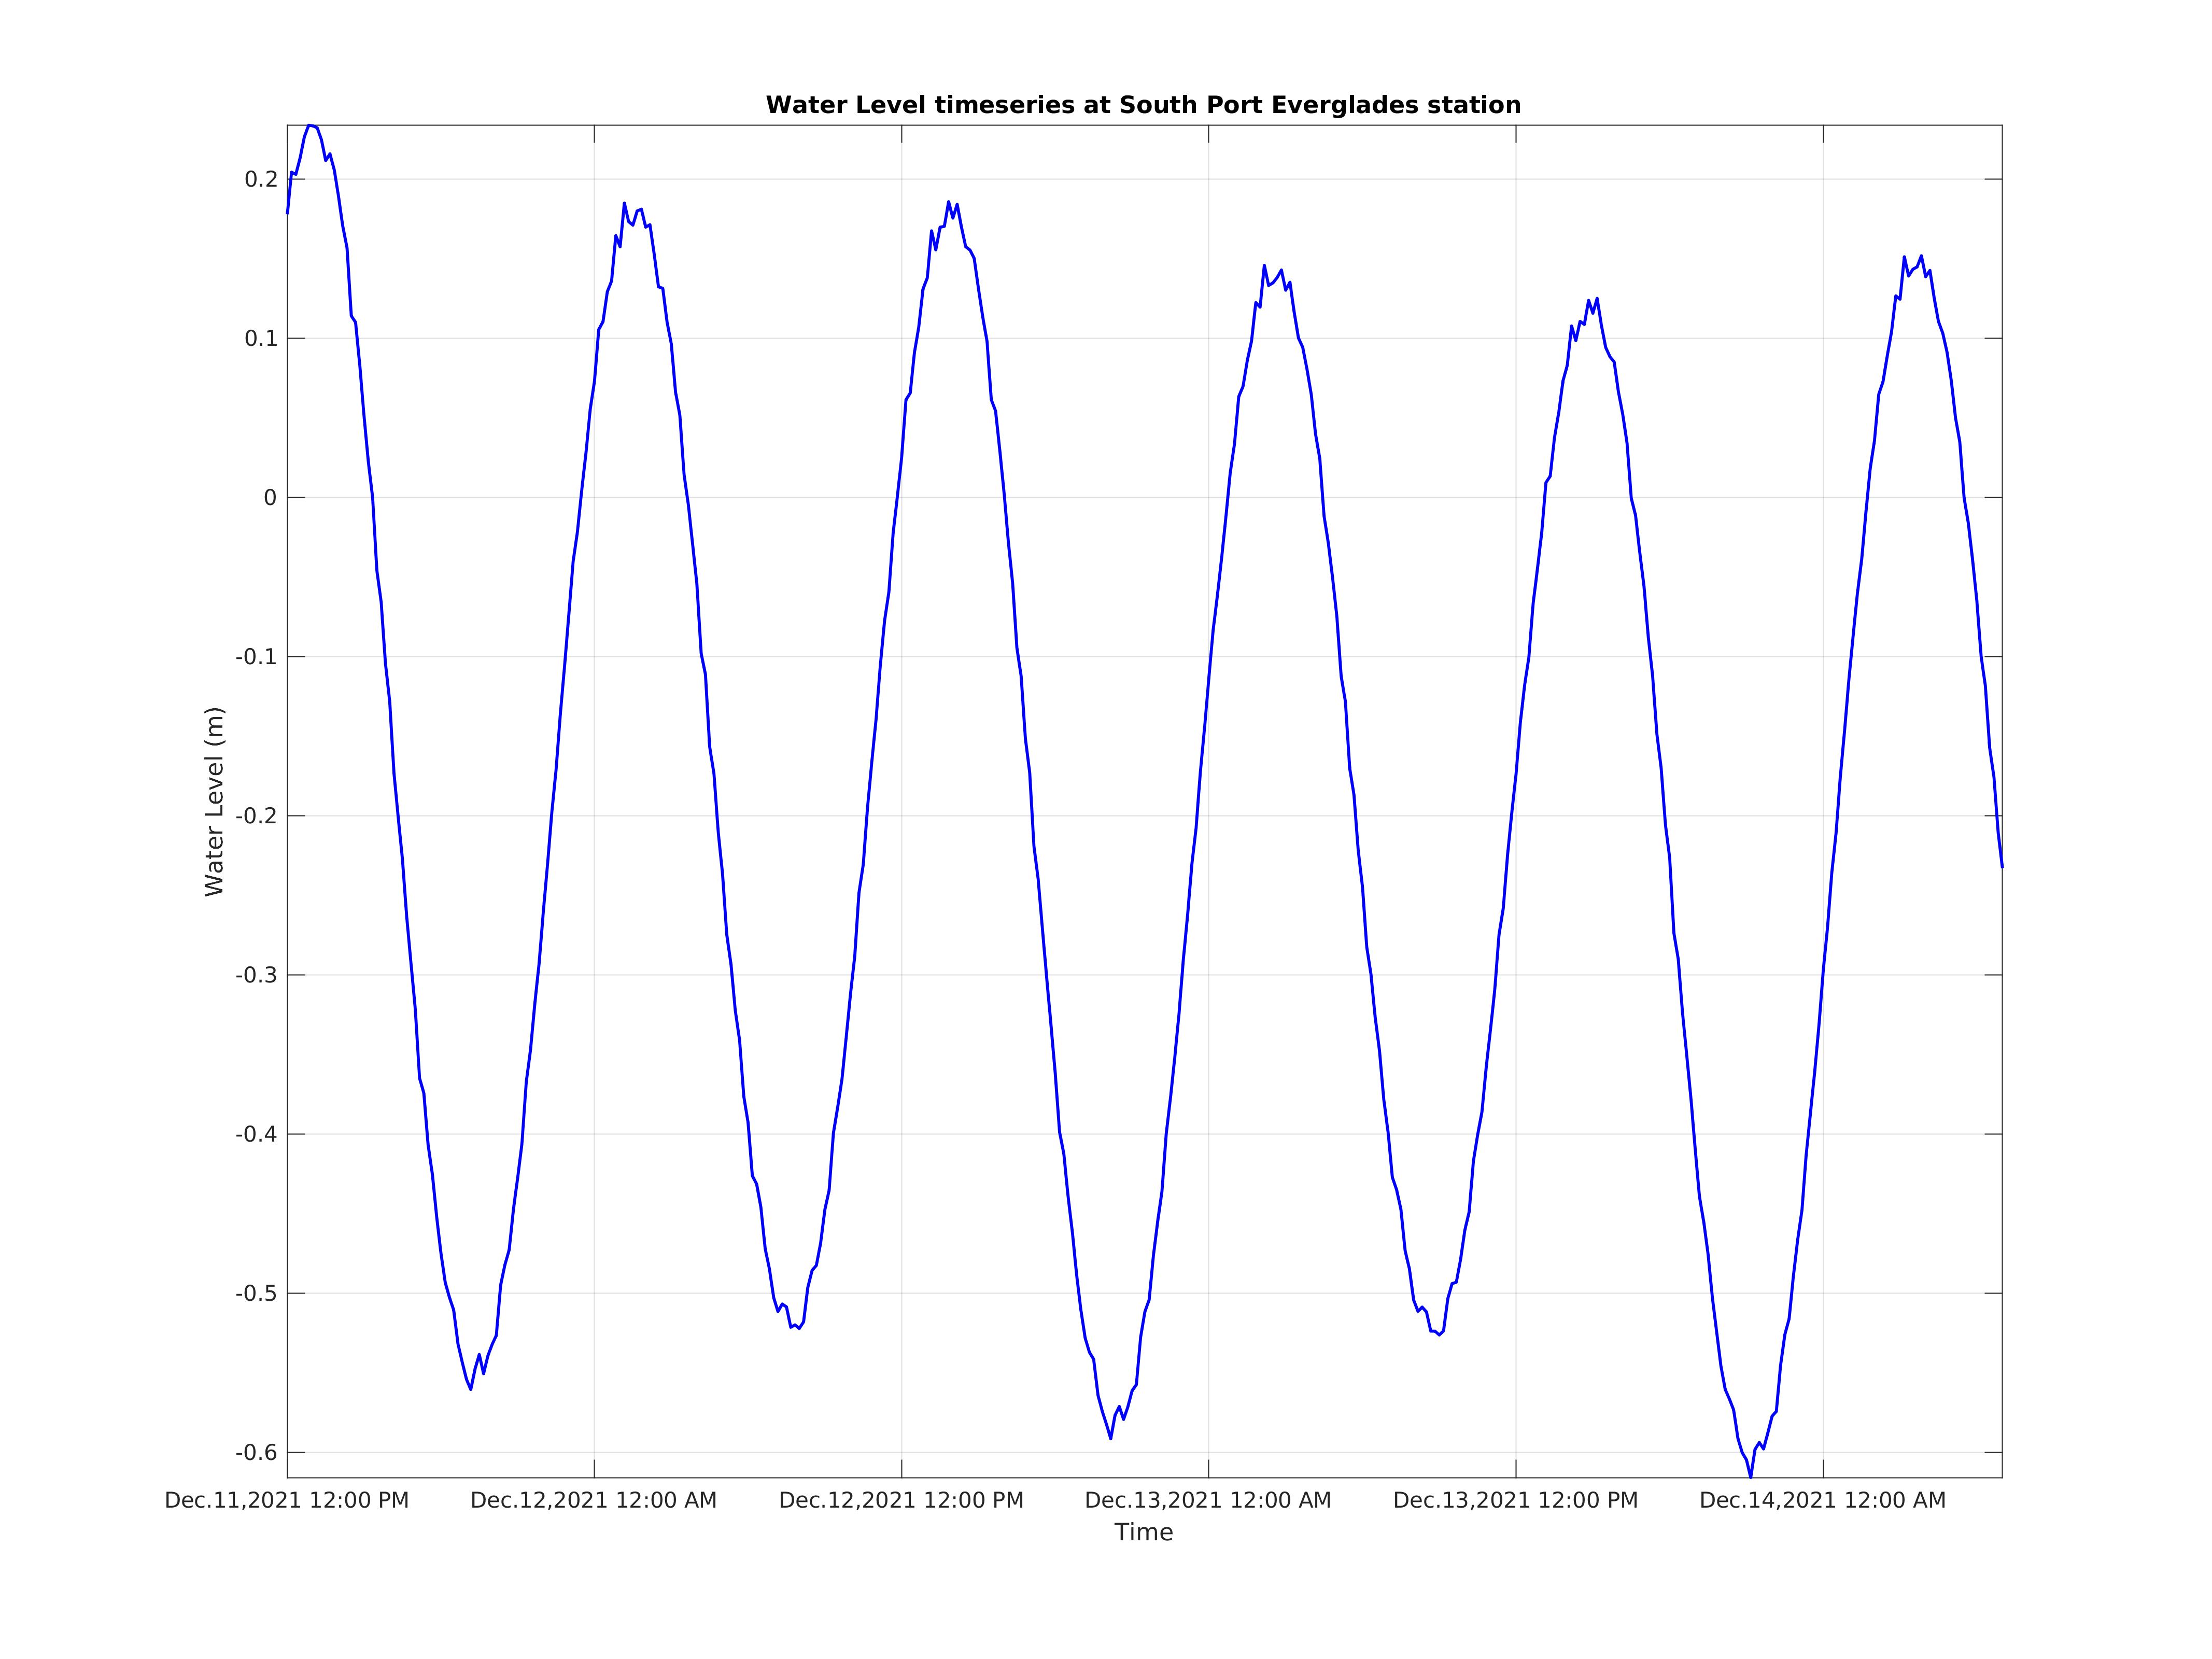 Water Level timeseries at South Port Everglades station
0.2
0.1
0
-0.1
-0.2
-0.3
-0.4
-0.5
-0.6
Water Level (m)
Dec.11,2021 12:00 PM
Dec.12,2021 12:00 AM
Dec.12,2021 12:00 PM
Dec.13,2021 12:00 AM
Dec.13,2021 12:00 PM
Dec.14,2021 12:00 AM
Time